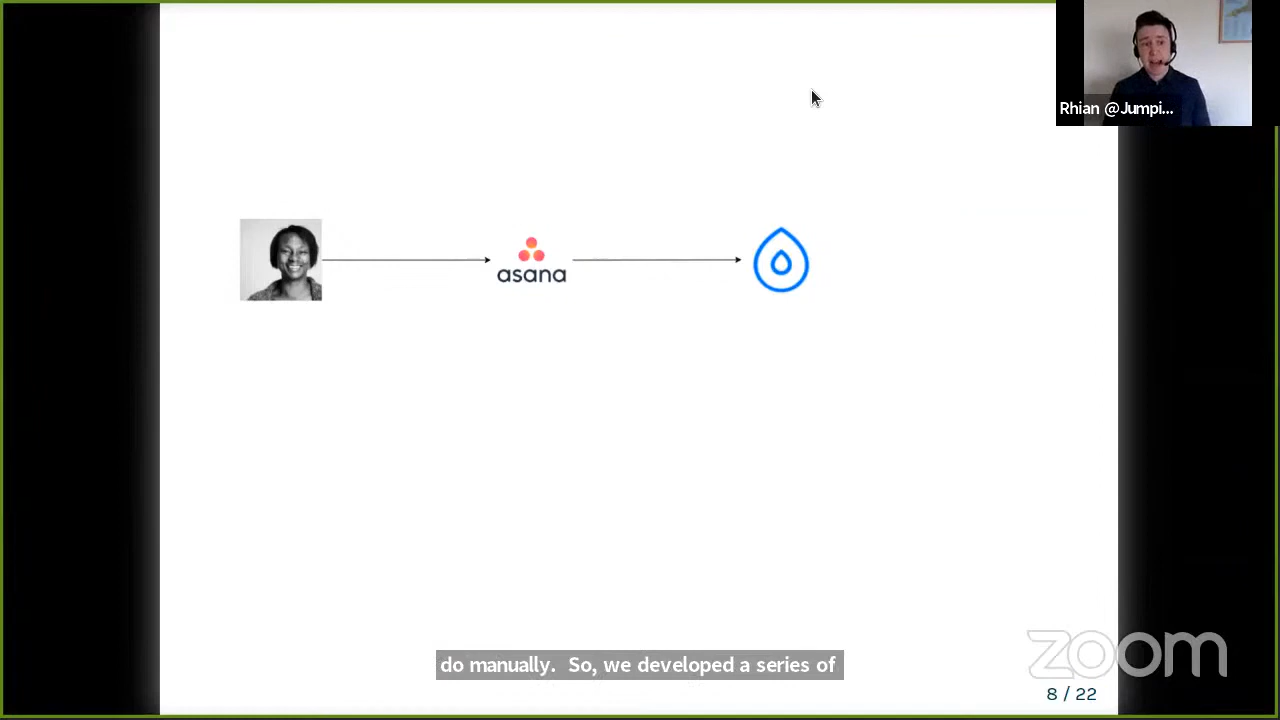 Rhian @Jumpi...
asana
do manually.  So, we developed a series of
zoom
8 / 22